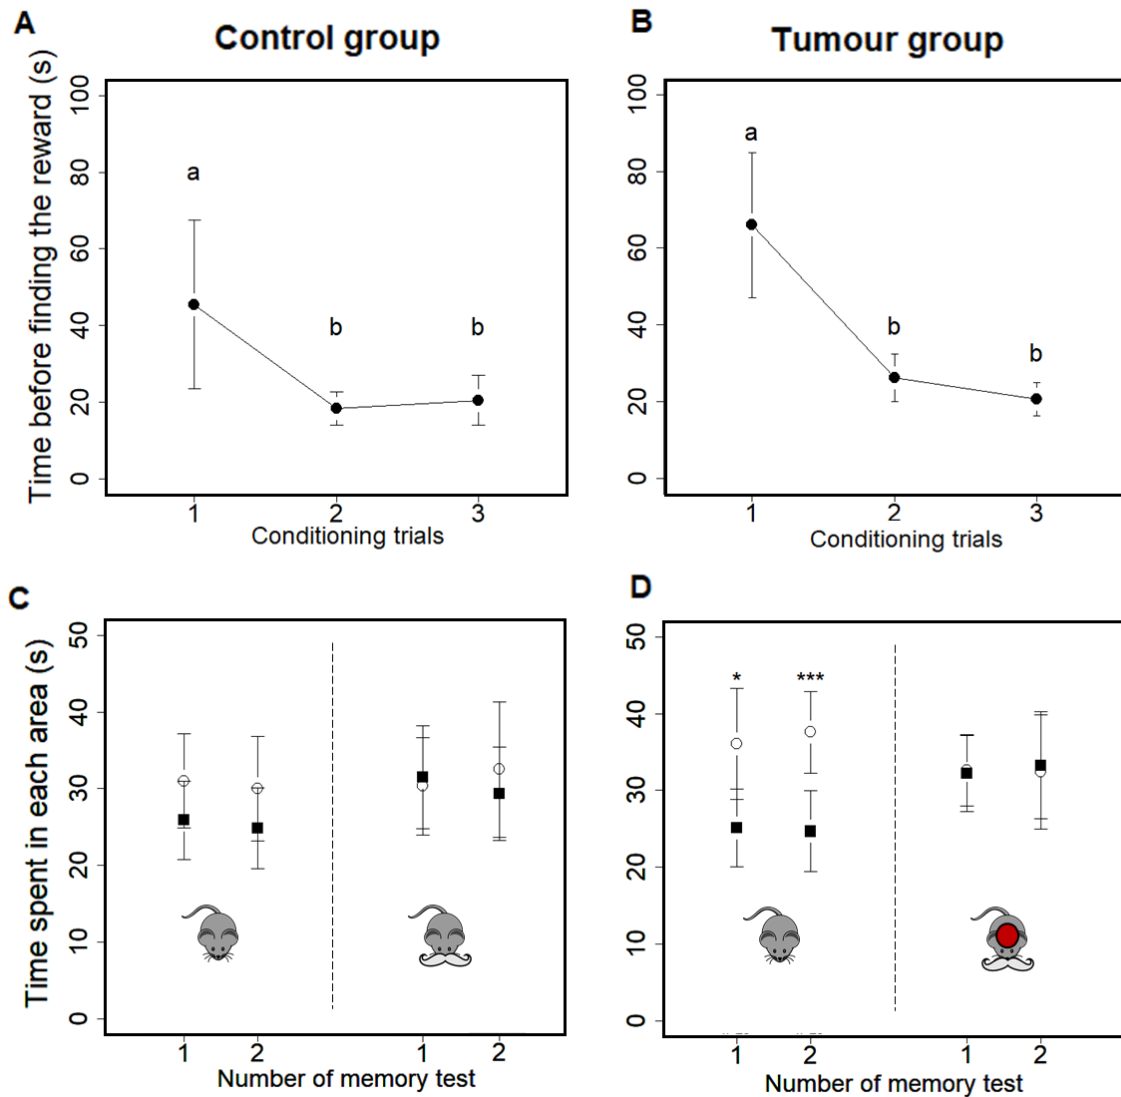 A
Control group
Time before finding the reward (s)
100
80
60
40
20
0
a
b
b
1 2 3
Conditioning trials
B
Tumour group
100
80
60
40
20
0
a
b
b
1 2 3
Conditioning trials
C
Time spent in each area (s)
50
40
30
20
10
0
1 2 1 2
Number of memory test
D
50
40
30
20
10
0
* ***
1 2 1 2
Number of memory test